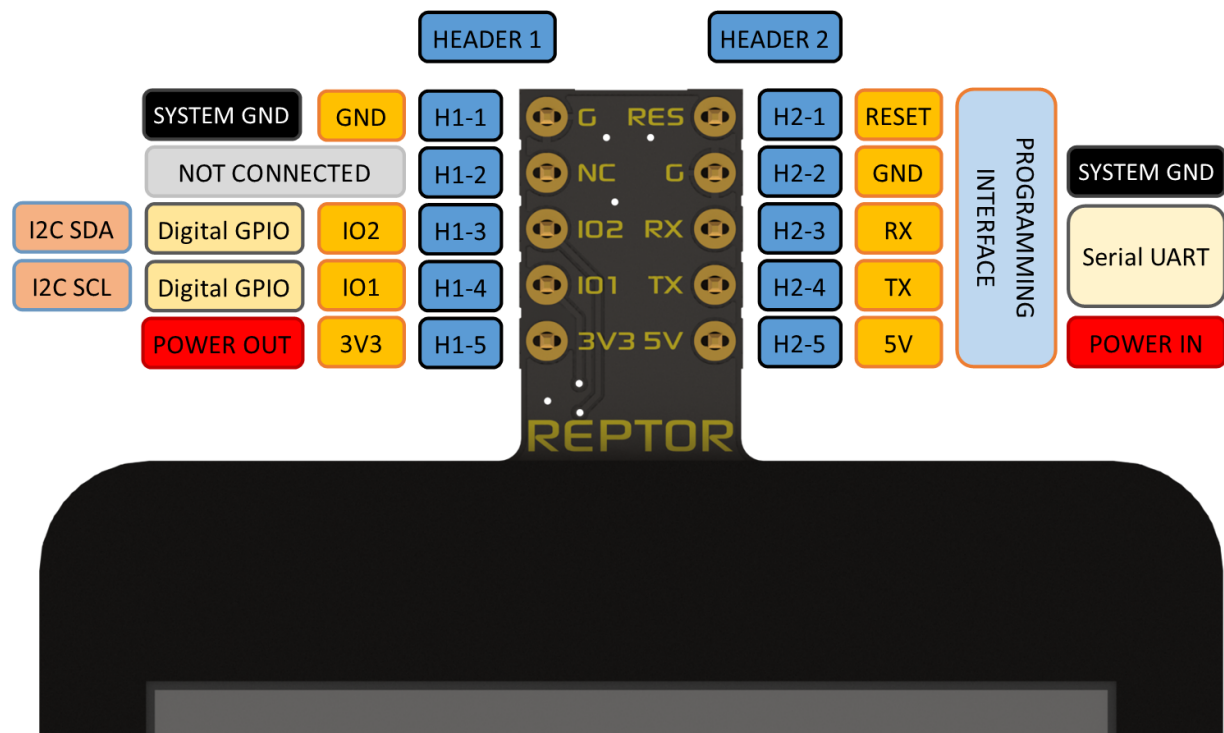 HEADER 1 HEADER 2
SYSTEM GND GND H1-1 G RES H2-1 RESET
NOT CONNECTED H1-2 NC G H2-2 GND SYSTEM GND
I2C SDA Digital GPIO IO2 H1-3 IO2 RX H2-3 RX
Serial UART
I2C SCL Digital GPIO IO1 H1-4 IO1 TX H2-4 TX
POWER OUT 3V3 H1-5 3V3 5V H2-5 5V POWER IN
PROGRAMMING
INTERFACE
REPTOR